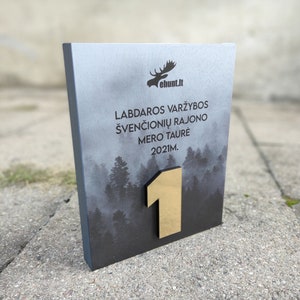 ehunt.lt
LABDAROS VARŽYBOS
ŠVENČIONIŲ RAJONO
MERO TAURĖ
2021M.
1